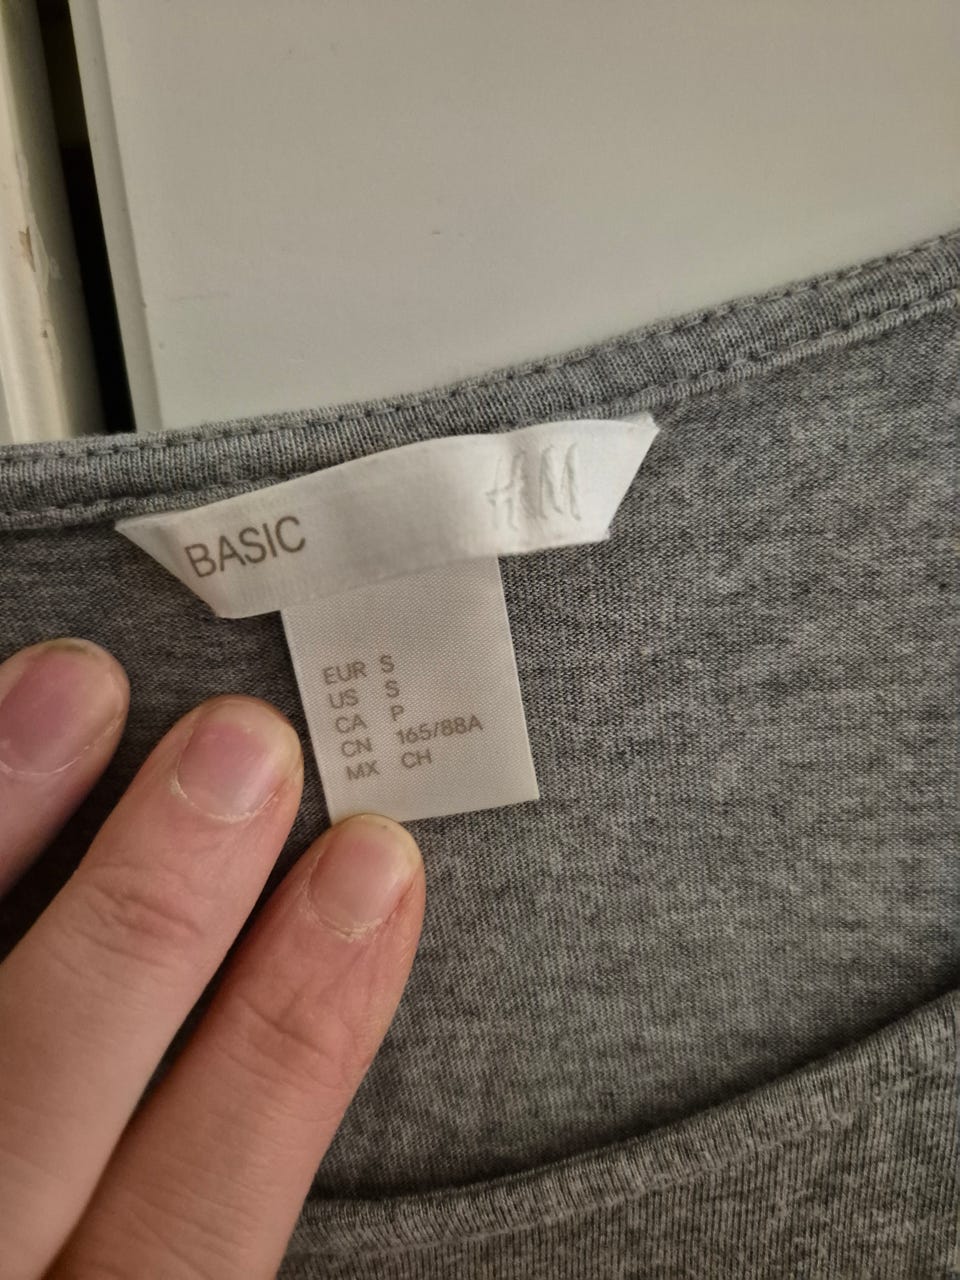 BASIC
H&M
EUR S
US S
CA P
CN 165/88A
MX CH